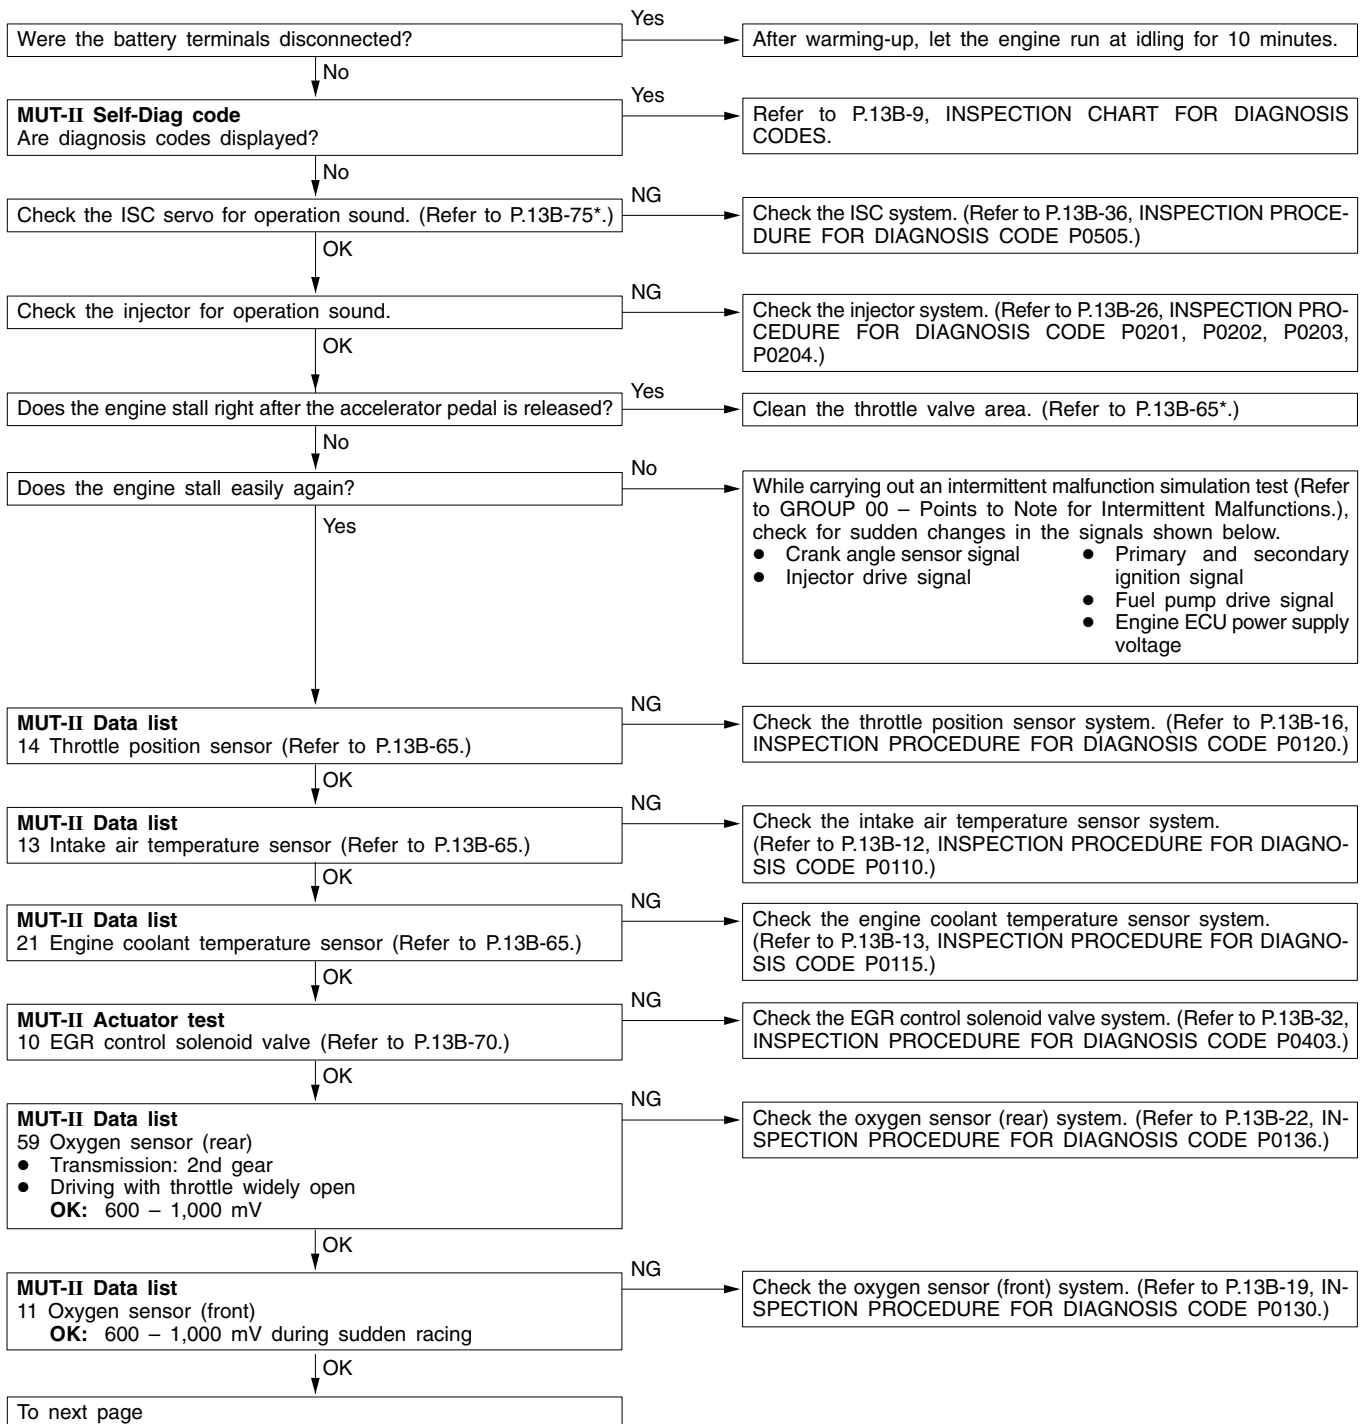 Were the battery terminals disconnected?
Yes
After warming-up, let the engine run at idling for 10 minutes.
No
MUT-II Self-Diag code
Are diagnosis codes displayed?
Yes
Refer to P.13B-9, INSPECTION CHART FOR DIAGNOSIS
CODES.
No
Check the ISC servo for operation sound. (Refer to P.13B-75*.)
NG
Check the ISC system. (Refer to P.13B-36, INSPECTION PROCE-
DURE FOR DIAGNOSIS CODE P0505.)
OK
Check the injector for operation sound.
NG
Check the injector system. (Refer to P.13B-26, INSPECTION PRO-
CEDURE FOR DIAGNOSIS CODE P0201, P0202, P0203,
P0204.)
OK
Does the engine stall right after the accelerator pedal is released?
Yes
Clean the throttle valve area. (Refer to P.13B-65*.)
No
Does the engine stall easily again?
No
While carrying out an intermittent malfunction simulation test (Refer
to GROUP 00 – Points to Note for Intermittent Malfunctions.),
check for sudden changes in the signals shown below.
● Crank angle sensor signal
● Injector drive signal
● Primary and secondary
ignition signal
● Fuel pump drive signal
● Engine ECU power supply
voltage
Yes
MUT-II Data list
14 Throttle position sensor (Refer to P.13B-65.)
NG
Check the throttle position sensor system. (Refer to P.13B-16,
INSPECTION PROCEDURE FOR DIAGNOSIS CODE P0120.)
OK
MUT-II Data list
13 Intake air temperature sensor (Refer to P.13B-65.)
NG
Check the intake air temperature sensor system.
(Refer to P.13B-12, INSPECTION PROCEDURE FOR DIAGNO-
SIS CODE P0110.)
OK
MUT-II Data list
21 Engine coolant temperature sensor (Refer to P.13B-65.)
NG
Check the engine coolant temperature sensor system.
(Refer to P.13B-13, INSPECTION PROCEDURE FOR DIAGNO-
SIS CODE P0115.)
OK
MUT-II Actuator test
10 EGR control solenoid valve (Refer to P.13B-70.)
NG
Check the EGR control solenoid valve system. (Refer to P.13B-32,
INSPECTION PROCEDURE FOR DIAGNOSIS CODE P0403.)
OK
MUT-II Data list
59 Oxygen sensor (rear)
● Transmission: 2nd gear
● Driving with throttle widely open
OK: 600 – 1,000 mV
NG
Check the oxygen sensor (rear) system. (Refer to P.13B-22, IN-
SPECTION PROCEDURE FOR DIAGNOSIS CODE P0136.)
OK
MUT-II Data list
11 Oxygen sensor (front)
OK: 600 – 1,000 mV during sudden racing
NG
Check the oxygen sensor (front) system. (Refer to P.13B-19, IN-
SPECTION PROCEDURE FOR DIAGNOSIS CODE P0130.)
OK
To next page